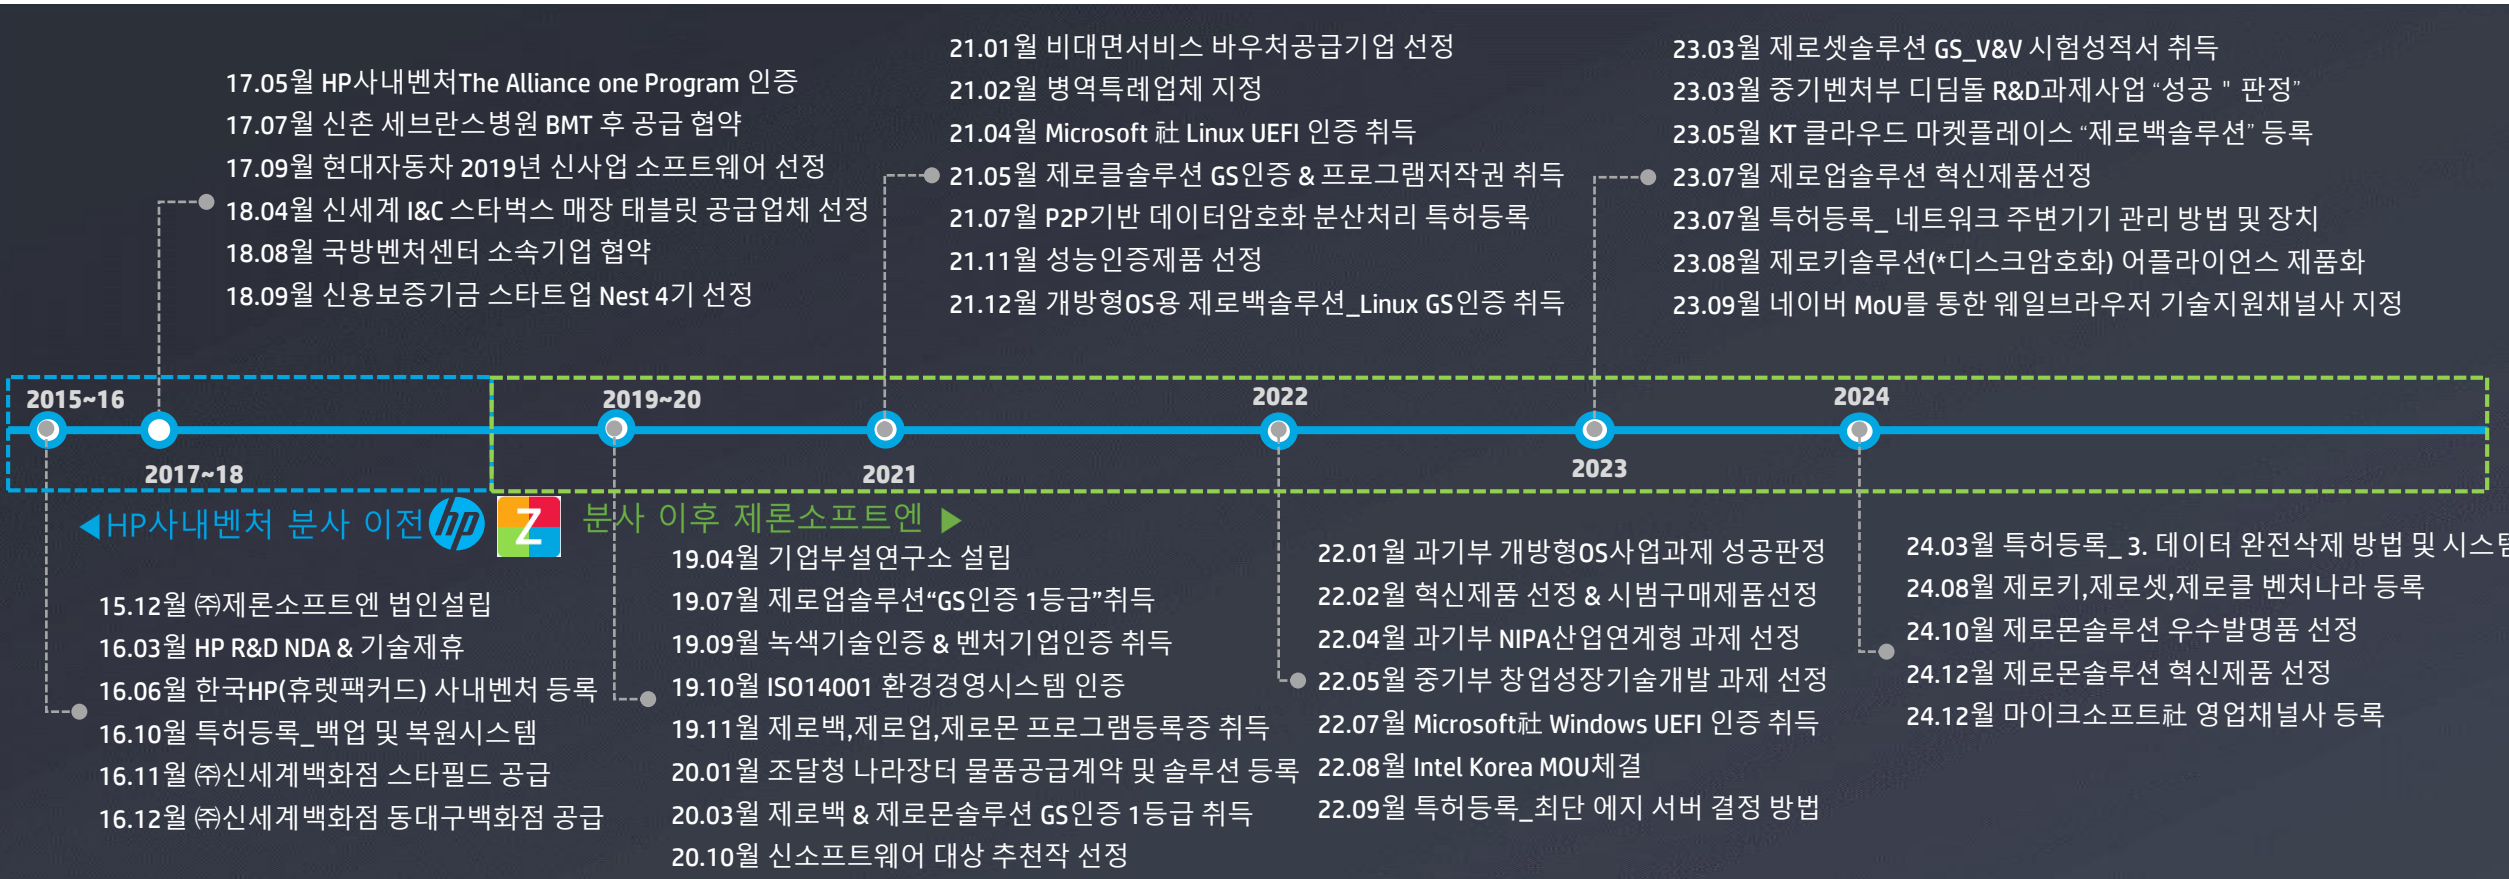 17.05월 HP사내벤처The Alliance one Program 인증
17.07월 신촌 세브란스병원 BMT 후 공급 협약
17.09월 현대자동차 2019년 신사업 소프트웨어 선정
18.04월 신세계 I&C 스타벅스 매장 태블릿 공급업체 선정
18.08월 국방벤처센터 소속기업 협약
18.09월 신용보증기금 스타트업 Nest 4기 선정
21.01월 비대면서비스 바우처공급기업 선정
21.02월 병역특례업체 지정
21.04월 Microsoft 社 Linux UEFI 인증 취득
21.05월 제로클솔루션 GS인증 & 프로그램저작권 취득
21.07월 P2P기반 데이터암호화 분산처리 특허등록
21.11월 성능인증제품 선정
21.12월 개방형OS용 제로백솔루션_Linux GS인증 취득
23.03월 제로셋솔루션 GS_V&V 시험성적서 취득
23.03월 중기벤처부 디딤돌 R&D과제사업 “성공 " 판정”
23.05월 KT 클라우드 마켓플레이스 “제로백솔루션” 등록
23.07월 제로업솔루션 혁신제품선정
23.07월 특허등록_ 네트워크 주변기기 관리 방법 및 장치
23.08월 제로키솔루션(*디스크암호화) 어플라이언스 제품화
23.09월 네이버 MoU를 통한 웨일브라우저 기술지원채널사 지정
2015~16
2017~18
2019~20
2021
2022
2023
2024
◀HP사내벤처 분사 이전
hp
Z
분사 이후 제론소프트엔 ▶
15.12월 ㈜제론소프트엔 법인설립
16.03월 HP R&D NDA & 기술제휴
16.06월 한국HP(휴렛팩커드) 사내벤처 등록
16.10월 특허등록_백업 및 복원시스템
16.11월 ㈜신세계백화점 스타필드 공급
16.12월 ㈜신세계백화점 동대구백화점 공급
19.04월 기업부설연구소 설립
19.07월 제로업솔루션“GS인증 1등급”취득
19.09월 녹색기술인증 & 벤처기업인증 취득
19.10월 ISO14001 환경경영시스템 인증
19.11월 제로백,제로업,제로몬 프로그램등록증 취득
20.01월 조달청 나라장터 물품공급계약 및 솔루션 등록
20.03월 제로백 & 제로몬솔루션 GS인증 1등급 취득
20.10월 신소프트웨어 대상 추천작 선정
22.01월 과기부 개방형OS사업과제 성공판정
22.02월 혁신제품 선정 & 시범구매제품선정
22.04월 과기부 NIPA산업연계형 과제 선정
22.05월 중기부 창업성장기술개발 과제 선정
22.07월 Microsoft社 Windows UEFI 인증 취득
22.08월 Intel Korea MOU체결
22.09월 특허등록_최단 에지 서버 결정 방법
24.03월 특허등록_ 3. 데이터 완전삭제 방법 및 시스템
24.08월 제로키,제로셋,제로클 벤처나라 등록
24.10월 제로몬솔루션 우수발명품 선정
24.12월 제로몬솔루션 혁신제품 선정
24.12월 마이크소프트社 영업채널사 등록